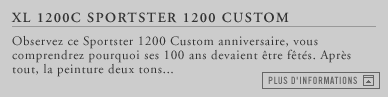 XL 1200C SPORTSTER 1200 CUSTOM
Observez ce Sportster 1200 Custom anniversaire, vous
comprendrez pourquoi ses 100 ans devaient être fêtés. Après
tout, la peinture deux tons...
PLUS D'INFORMATIONS